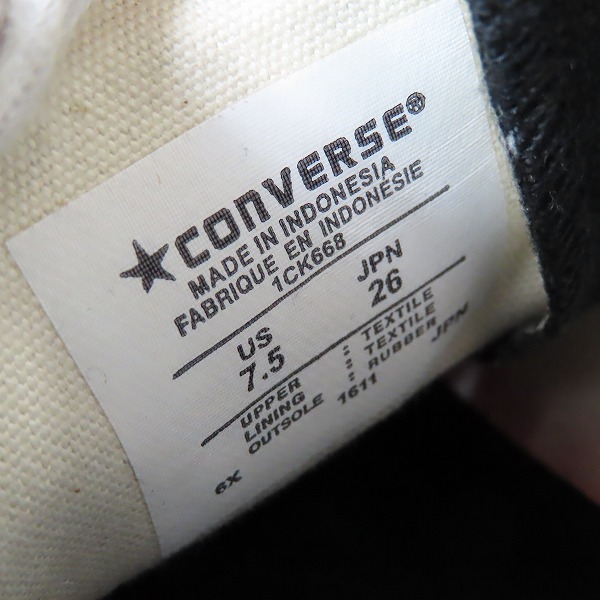 ★CONVERSE®
MADE IN INDONESIA
FABRIQUE EN INDONÉSIE
1CK668
US JPN
7.5 26
UPPER : TEXTILE
LINING : TEXTILE
OUTSOLE : RUBBER
1611 JPN
6X